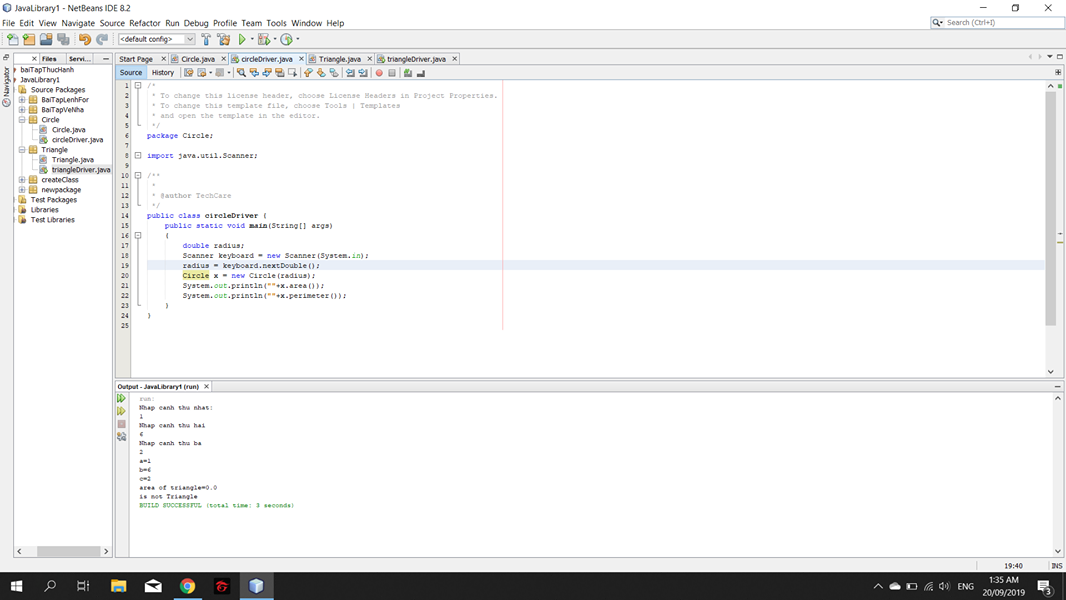 JavaLibrary1 - NetBeans IDE 8.2
File Edit View Navigate Source Refactor Run Debug Profile Team Tools Window Help
Search (Ctrl+I)
<default config>
Files Servi...
Start Page Circle.java circleDriver.java Triangle.java triangleDriver.java
Navigator
Source History
baiTapThucHanh
JavaLibrary1
Source Packages
BaiTapLenhFor
BaiTapVeNha
Circle
Circle.java
circleDriver.java
Triangle
Triangle.java
triangleDriver.java
createClass
newpackage
Test Packages
Libraries
Test Libraries
1 /*
2 * To change this license header, choose License Headers in Project Properties.
3 * To change this template file, choose Tools | Templates
4 * and open the template in the editor.
5 */
6 package Circle;
7
8 import java.util.Scanner;
9
10 /**
11 *
12 * @author TechCare
13 */
14 public class circleDriver {
15 public static void main(String[] args)
16 {
17 double radius;
18 Scanner keyboard = new Scanner(System.in);
19 radius = keyboard.nextDouble();
20 Circle x = new Circle(radius);
21 System.out.println(""+x.area());
22 System.out.println(""+x.perimeter());
23 }
24 }
25
Output - JavaLibrary1 (run)
run:
Nhap canh thu nhat:
1
Nhap canh thu hai
6
Nhap canh thu ba
2
a=1
b=6
c=2
area of triangle=0.0
is not Triangle
BUILD SUCCESSFUL (total time: 3 seconds)
19:40 INS
ENG
1:35 AM
20/09/2019
3